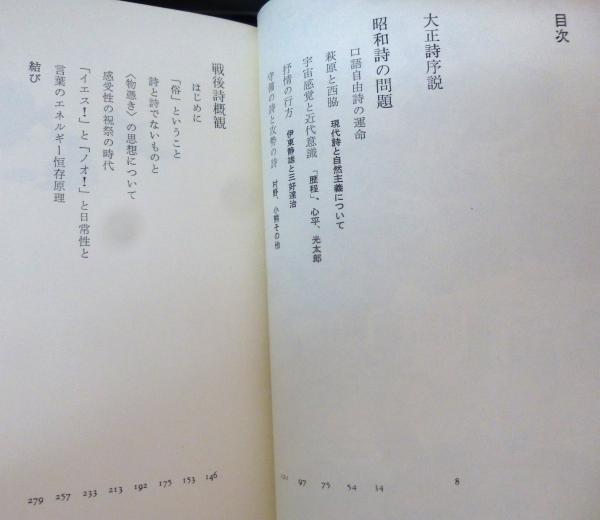 目次
大正詩序説
8
昭和詩の問題
口語自由詩の運命
34
萩原と西脇 現代詩と自然主義について
54
宇宙感覚と近代意識 「歴程」、心平、光太郎
75
抒情の行方 伊東静雄と三好達治
97
守備の詩と攻勢の詩 村野、小熊その他
戦後詩概観
はじめに
146
「俗」ということ
153
詩と詩でないものと
175
〈物憑き〉の思想について
192
感受性の祝祭の時代
213
「イエス!」と「ノオ!」と日常性と
233
言葉のエネルギー恒存原理
257
結び
279